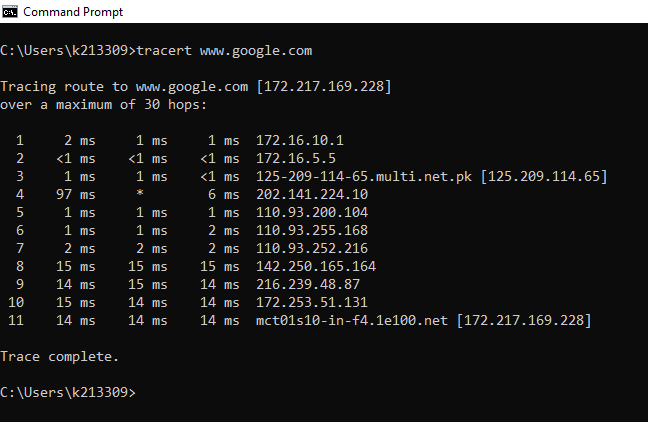 Command Prompt
C:\Users\k213309>tracert www.google.com
Tracing route to www.google.com [172.217.169.228]
over a maximum of 30 hops:
  1     2 ms     1 ms     1 ms  172.16.10.1
  2    <1 ms    <1 ms    <1 ms  172.16.5.5
  3     1 ms     1 ms    <1 ms  125-209-114-65.multi.net.pk [125.209.114.65]
  4    97 ms     *        6 ms  202.141.224.10
  5     1 ms     1 ms     1 ms  110.93.200.104
  6     1 ms     1 ms     2 ms  110.93.255.168
  7     2 ms     2 ms     2 ms  110.93.252.216
  8    15 ms    15 ms    15 ms  142.250.165.164
  9    14 ms    15 ms    14 ms  216.239.48.87
 10    15 ms    14 ms    14 ms  172.253.51.131
 11    14 ms    14 ms    14 ms  mct01s10-in-f4.1e100.net [172.217.169.228]
Trace complete.
C:\Users\k213309>